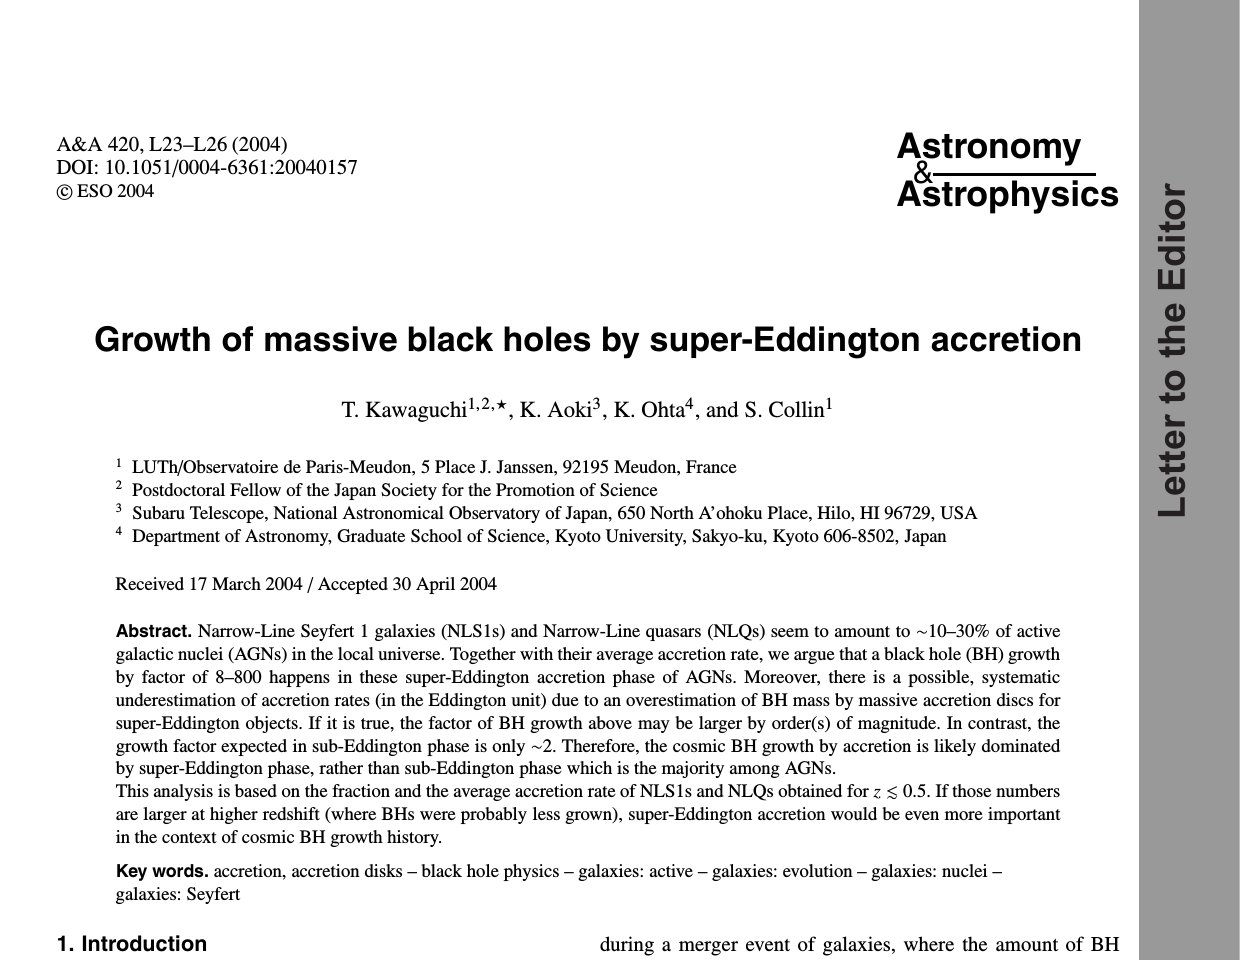 A&A 420, L23–L26 (2004)
DOI: 10.1051/0004-6361:20040157
© ESO 2004
Astronomy
&
Astrophysics
Letter to the Editor
Growth of massive black holes by super-Eddington accretion
T. Kawaguchi1,2,⋆, K. Aoki3, K. Ohta4, and S. Collin1
1 LUTh/Observatoire de Paris-Meudon, 5 Place J. Janssen, 92195 Meudon, France
2 Postdoctoral Fellow of the Japan Society for the Promotion of Science
3 Subaru Telescope, National Astronomical Observatory of Japan, 650 North A’ohoku Place, Hilo, HI 96729, USA
4 Department of Astronomy, Graduate School of Science, Kyoto University, Sakyo-ku, Kyoto 606-8502, Japan
Received 17 March 2004 / Accepted 30 April 2004
Abstract. Narrow-Line Seyfert 1 galaxies (NLS1s) and Narrow-Line quasars (NLQs) seem to amount to ∼10–30% of active
galactic nuclei (AGNs) in the local universe. Together with their average accretion rate, we argue that a black hole (BH) growth
by factor of 8–800 happens in these super-Eddington accretion phase of AGNs. Moreover, there is a possible, systematic
underestimation of accretion rates (in the Eddington unit) due to an overestimation of BH mass by massive accretion discs for
super-Eddington objects. If it is true, the factor of BH growth above may be larger by order(s) of magnitude. In contrast, the
growth factor expected in sub-Eddington phase is only ∼2. Therefore, the cosmic BH growth by accretion is likely dominated
by super-Eddington phase, rather than sub-Eddington phase which is the majority among AGNs.
This analysis is based on the fraction and the average accretion rate of NLS1s and NLQs obtained for z ≲ 0.5. If those numbers
are larger at higher redshift (where BHs were probably less grown), super-Eddington accretion would be even more important
in the context of cosmic BH growth history.
Key words. accretion, accretion disks – black hole physics – galaxies: active – galaxies: evolution – galaxies: nuclei –
galaxies: Seyfert
1. Introduction
during a merger event of galaxies, where the amount of BH